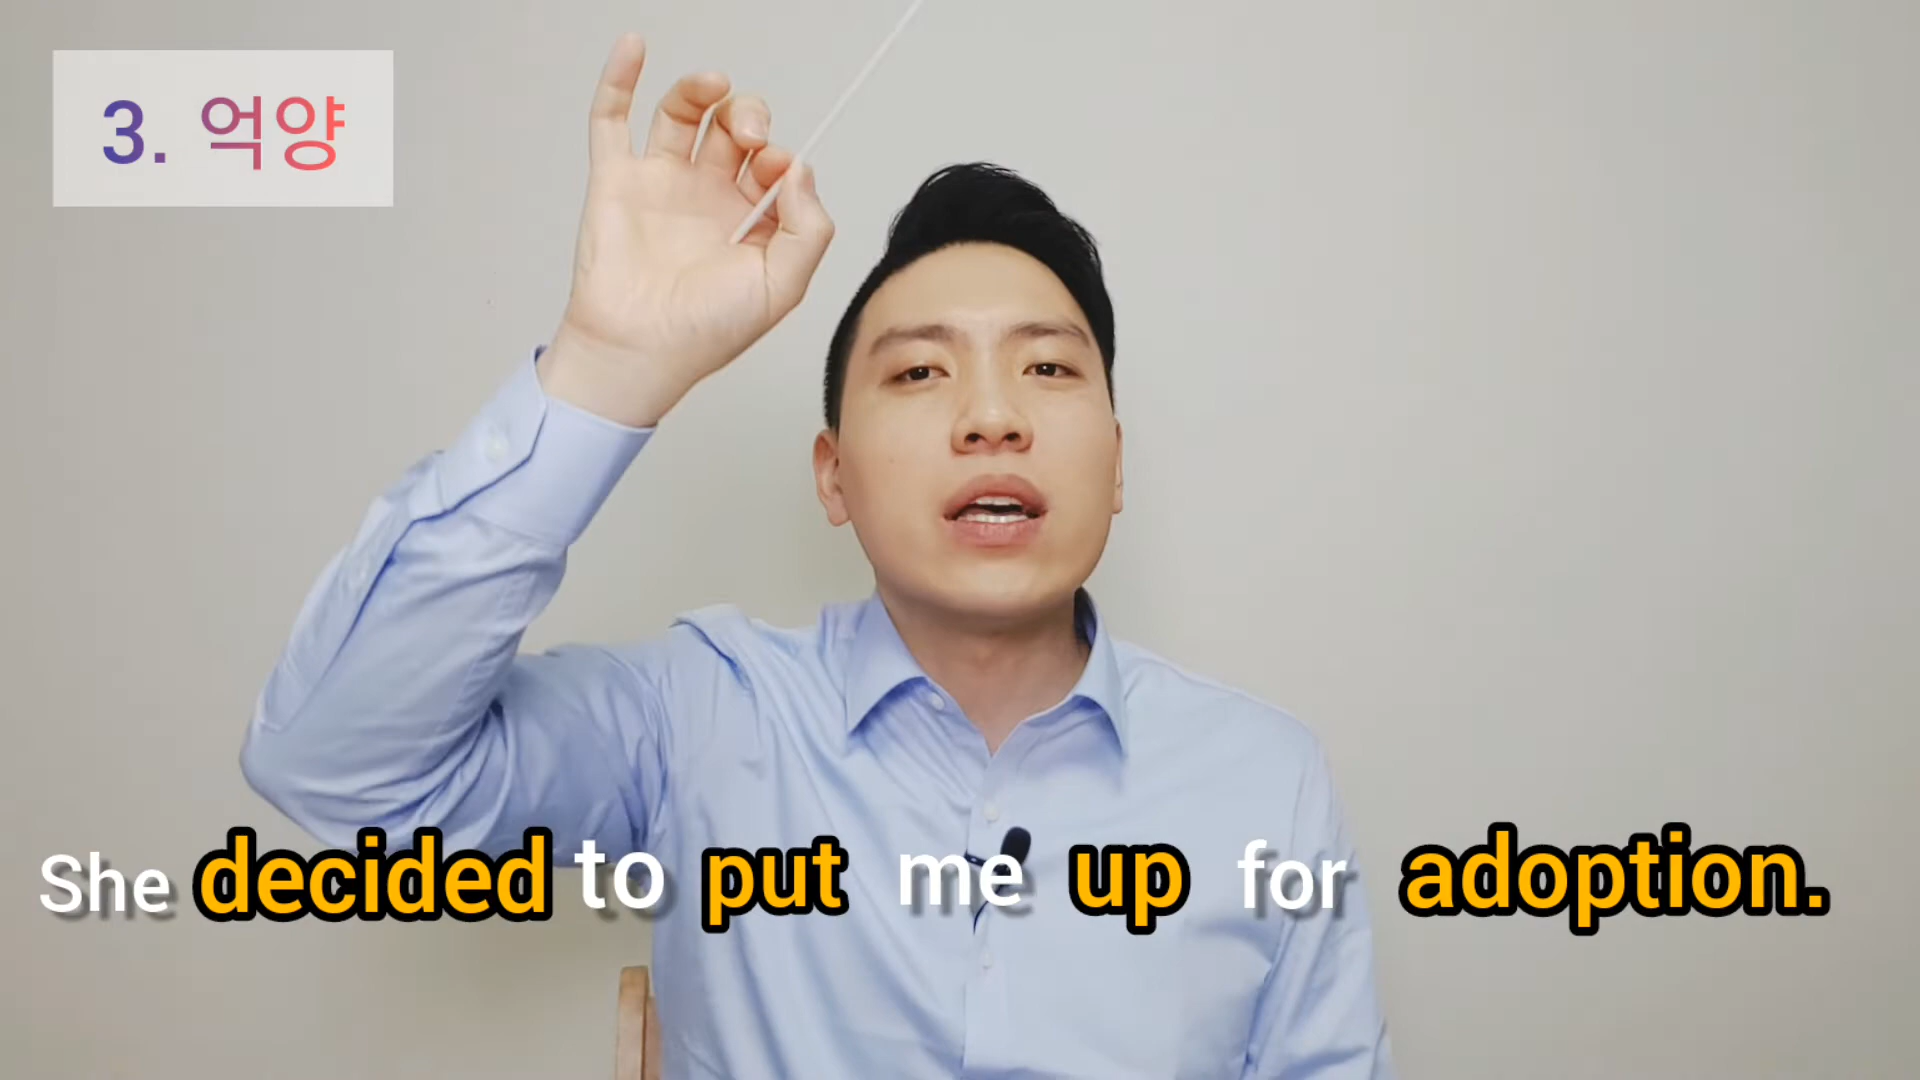 3. 억양
She decided to put me up for adoption.